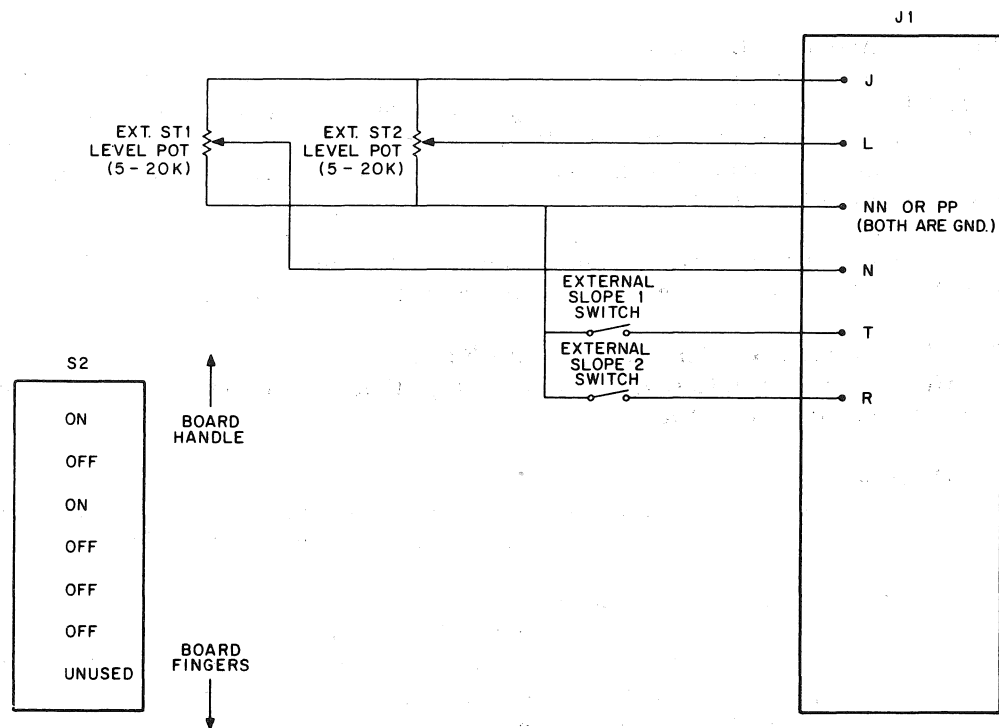 J1
J
EXT. ST1
LEVEL POT
(5-20K)
EXT. ST2
LEVEL POT
(5-20K)
L
NN OR PP
(BOTH ARE GND.)
N
EXTERNAL
SLOPE 1
SWITCH
T
EXTERNAL
SLOPE 2
SWITCH
R
S2
ON
OFF
ON
OFF
OFF
OFF
UNUSED
BOARD
HANDLE
BOARD
FINGERS